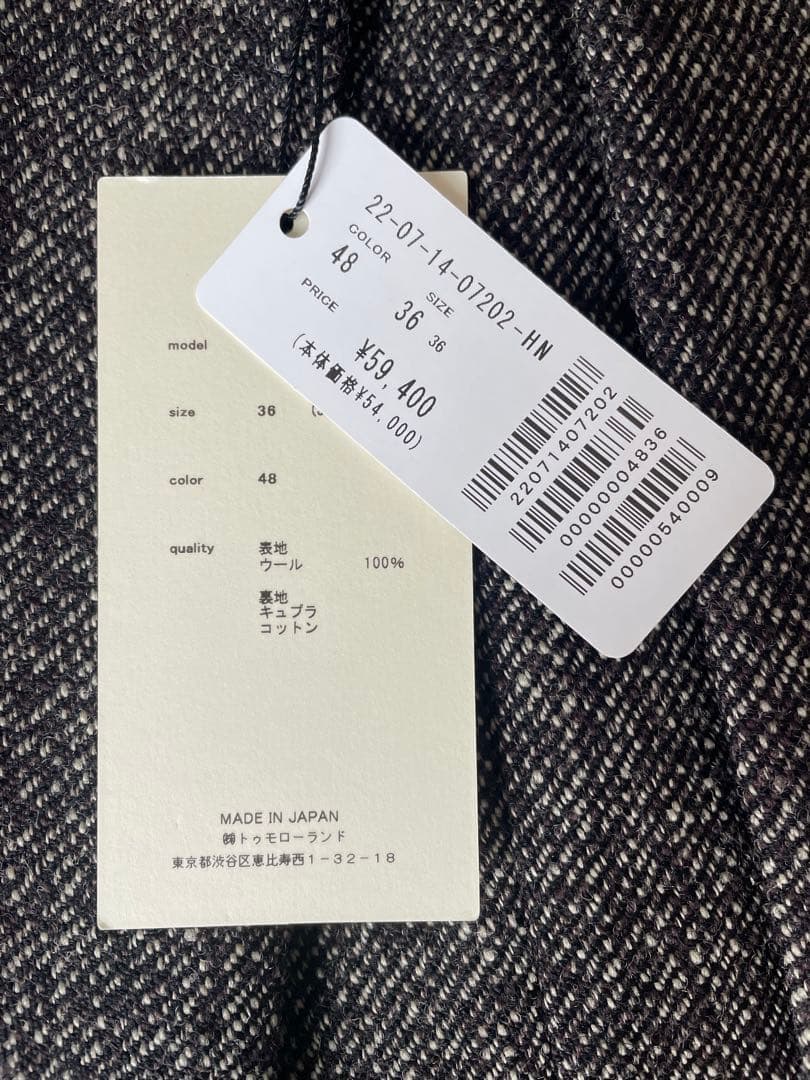 22-07-14-07202-HN
COLOR
48
SIZE
36 36
PRICE
¥59,400
(本体価格¥54,000)
22071407202
00000004836
00000540009
model
size 36
color 48
quality 表地
ウール 100%
裏地
キュプラ
コットン
MADE IN JAPAN
㈱トゥモローランド
東京都渋谷区恵比寿西1-32-18